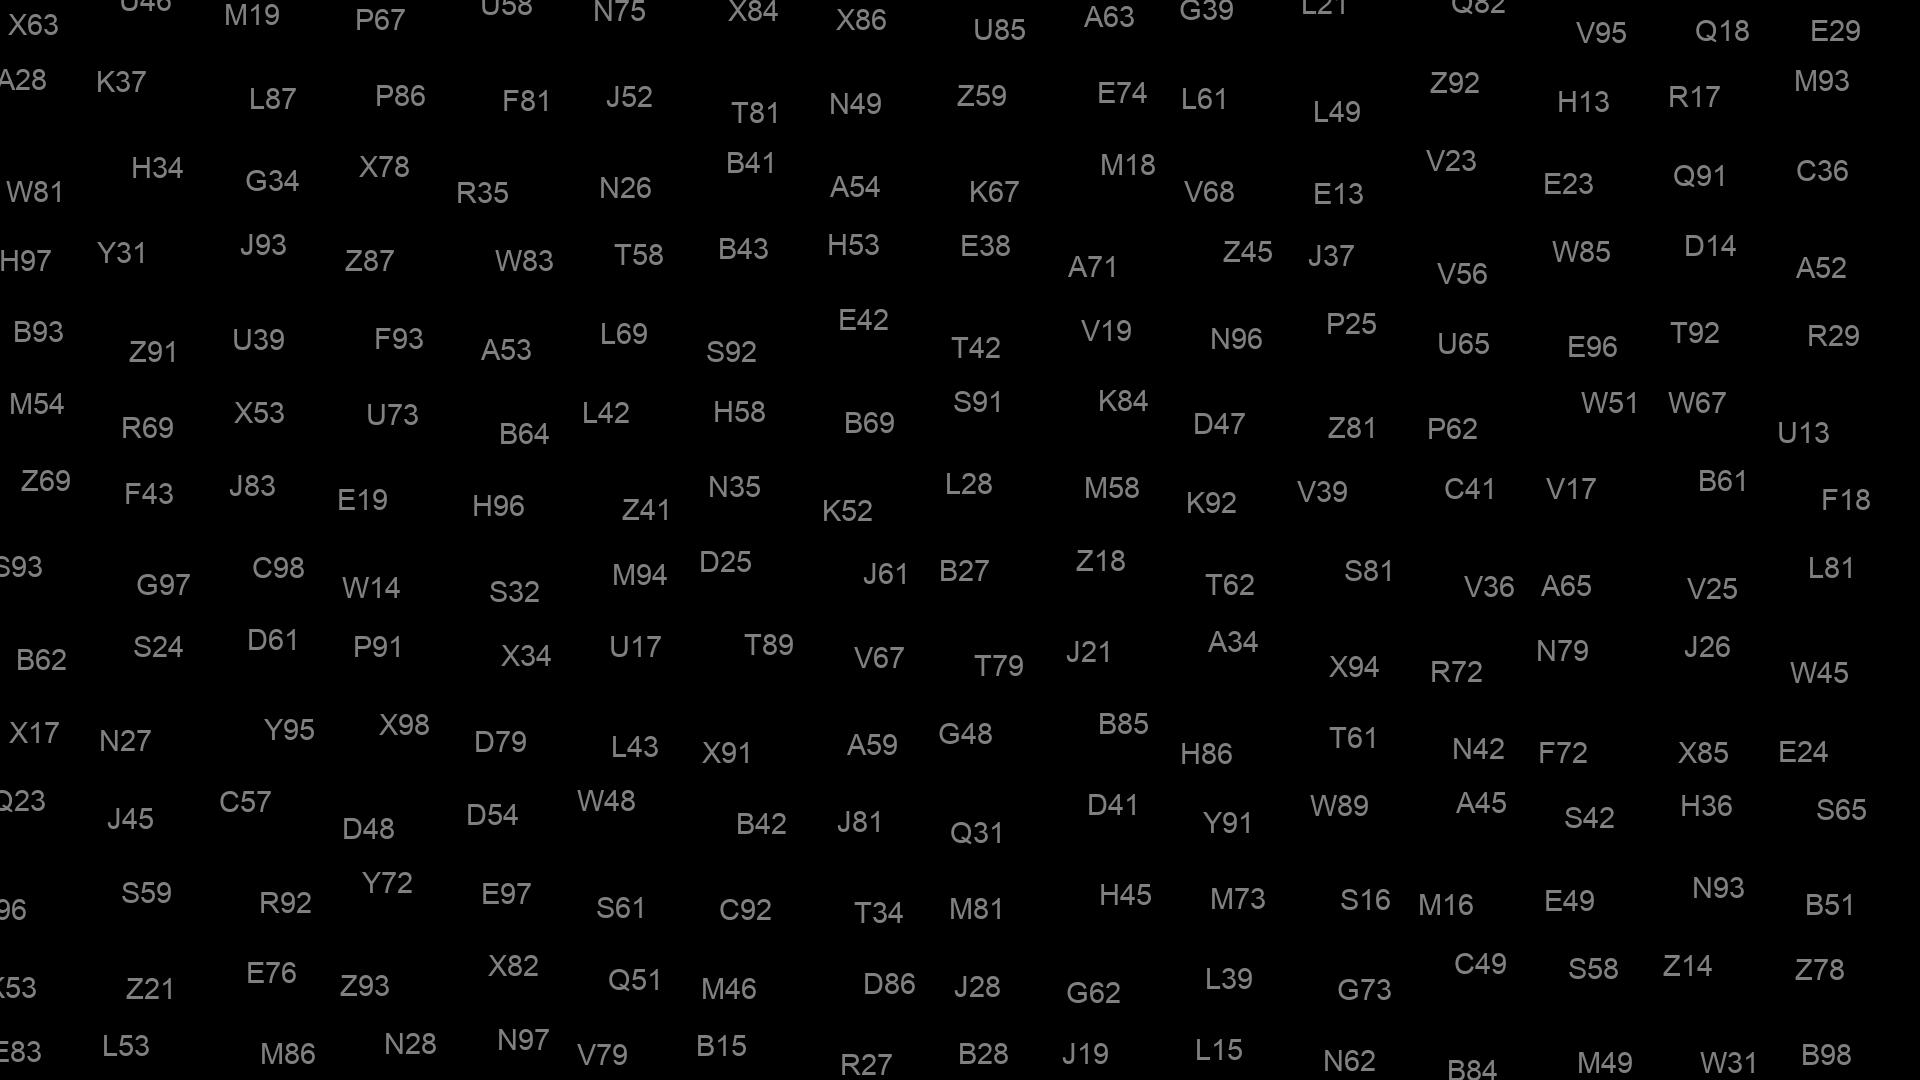 X63 U46 M19 P67 U58 N75 X84 X86 U85 A63 G39 L21 Q82 V95 Q18 E29
A28 K37 L87 P86 F81 J52 T81 N49 Z59 E74 L61 L49 Z92 H13 R17 M93
W81 H34 G34 X78 R35 N26 B41 A54 K67 M18 V68 E13 V23 E23 Q91 C36
H97 Y31 J93 Z87 W83 T58 B43 H53 E38 A71 Z45 J37 V56 W85 D14 A52
B93 Z91 U39 F93 A53 L69 S92 E42 T42 V19 N96 P25 U65 E96 T92 R29
M54 R69 X53 U73 B64 L42 H58 B69 S91 K84 D47 Z81 P62 W51 W67 U13
Z69 F43 J83 E19 H96 Z41 N35 K52 L28 M58 K92 V39 C41 V17 B61 F18
S93 G97 C98 W14 S32 M94 D25 J61 B27 Z18 T62 S81 V36 A65 V25 L81
B62 S24 D61 P91 X34 U17 T89 V67 T79 J21 A34 X94 R72 N79 J26 W45
X17 N27 Y95 X98 D79 L43 X91 A59 G48 B85 H86 T61 N42 F72 X85 E24
Q23 J45 C57 D48 D54 W48 B42 J81 Q31 D41 Y91 W89 A45 S42 H36 S65
96 S59 R92 Y72 E97 S61 C92 T34 M81 H45 M73 S16 M16 E49 N93 B51
K53 Z21 E76 Z93 X82 Q51 M46 D86 J28 G62 L39 G73 C49 S58 Z14 Z78
E83 L53 M86 N28 N97 V79 B15 R27 B28 J19 L15 N62 B84 M49 W31 B98